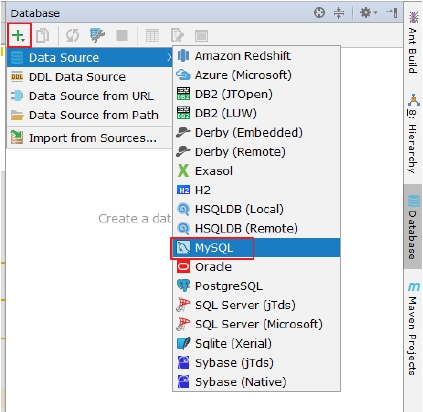 Database
Data Source
DDL Data Source
Data Source from URL
Data Source from Path
Import from Sources...
Amazon Redshift
Azure (Microsoft)
DB2 (JTOpen)
DB2 (LUW)
Derby (Embedded)
Derby (Remote)
Exasol
H2
HSQLDB (Local)
HSQLDB (Remote)
MySQL
Oracle
PostgreSQL
SQL Server (jTds)
SQL Server (Microsoft)
Sqlite (Xerial)
Sybase (jTds)
Sybase (Native)
Create a dat
Ant Build
8: Hierarchy
Database
Maven Projects